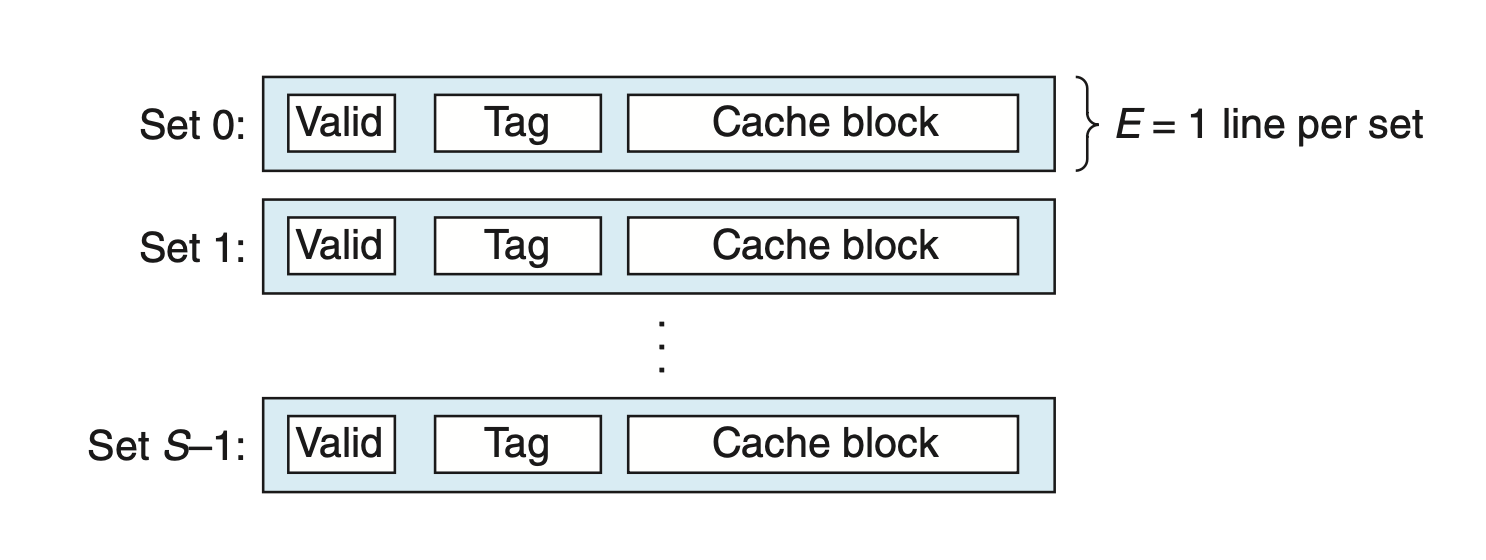 Set 0: Valid Tag Cache block E = 1 line per set
Set 1: Valid Tag Cache block
Set S–1: Valid Tag Cache block